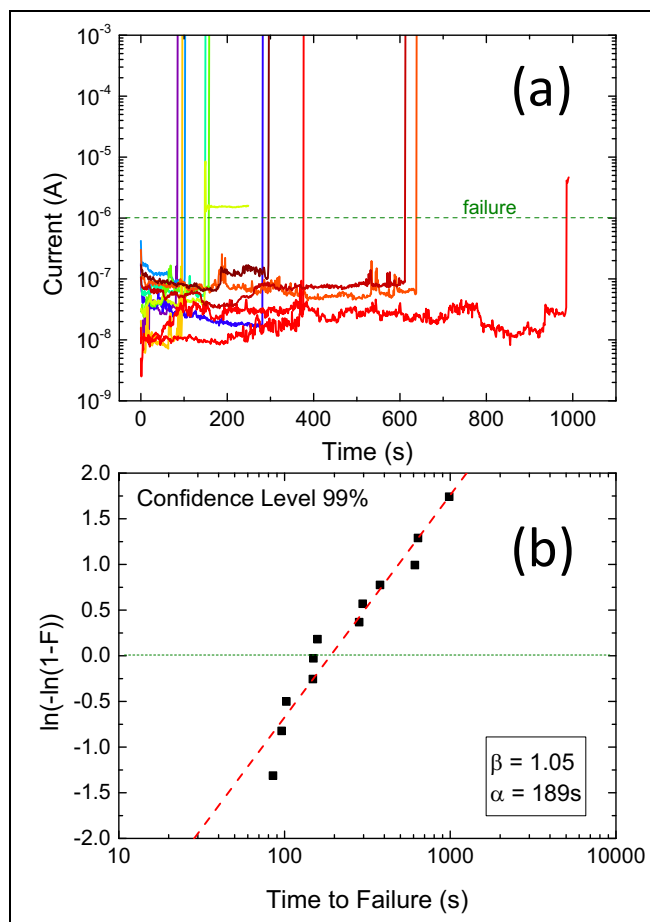 (a)
10⁻³
10⁻⁴
10⁻⁵
10⁻⁶
10⁻⁷
10⁻⁸
10⁻⁹
Current (A)
failure
0 200 400 600 800 1000
Time (s)
(b)
Confidence Level 99%
2.0
1.5
1.0
0.5
0.0
-0.5
-1.0
-1.5
-2.0
ln(-ln(1-F))
β = 1.05
α = 189s
10 100 1000 10000
Time to Failure (s)